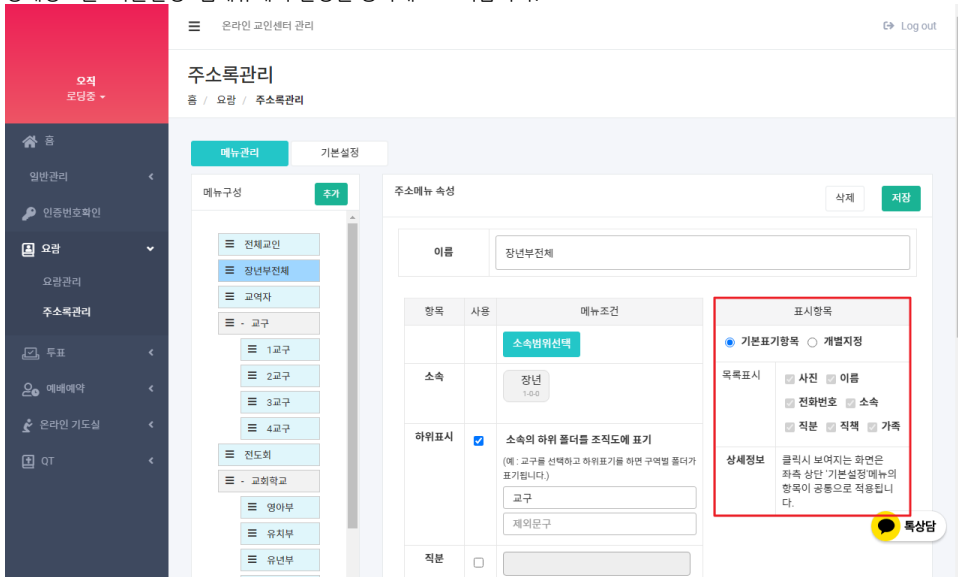 온라인 교인센터 관리
Log out
오직
로딩중
주소록관리
홈 / 요람 / 주소록관리
홈
일반관리
인증번호확인
요람
요람관리
주소록관리
투표
예배예약
온라인 기도실
QT
메뉴관리
기본설정
메뉴구성
추가
전체교인
장년부전체
교역자
- 교구
1교구
2교구
3교구
4교구
전도회
- 교회학교
영아부
유치부
유년부
주소메뉴 속성
삭제
저장
이름
장년부전체
항목 사용 메뉴조건
소속범위선택
소속
장년
1-0-0
하위표시
소속의 하위 폴더를 조직도에 표기
(예 : 교구를 선택하고 하위표기를 하면 구역별 폴더가
표기됩니다.)
교구
제외문구
직분
표시항목
기본표기항목 개별지정
목록표시
사진 이름
전화번호 소속
직분 직책 가족
상세정보
클릭시 보여지는 화면은
좌측 상단 '기본설정'메뉴의
항목이 공통으로 적용됩니
다.
톡상담